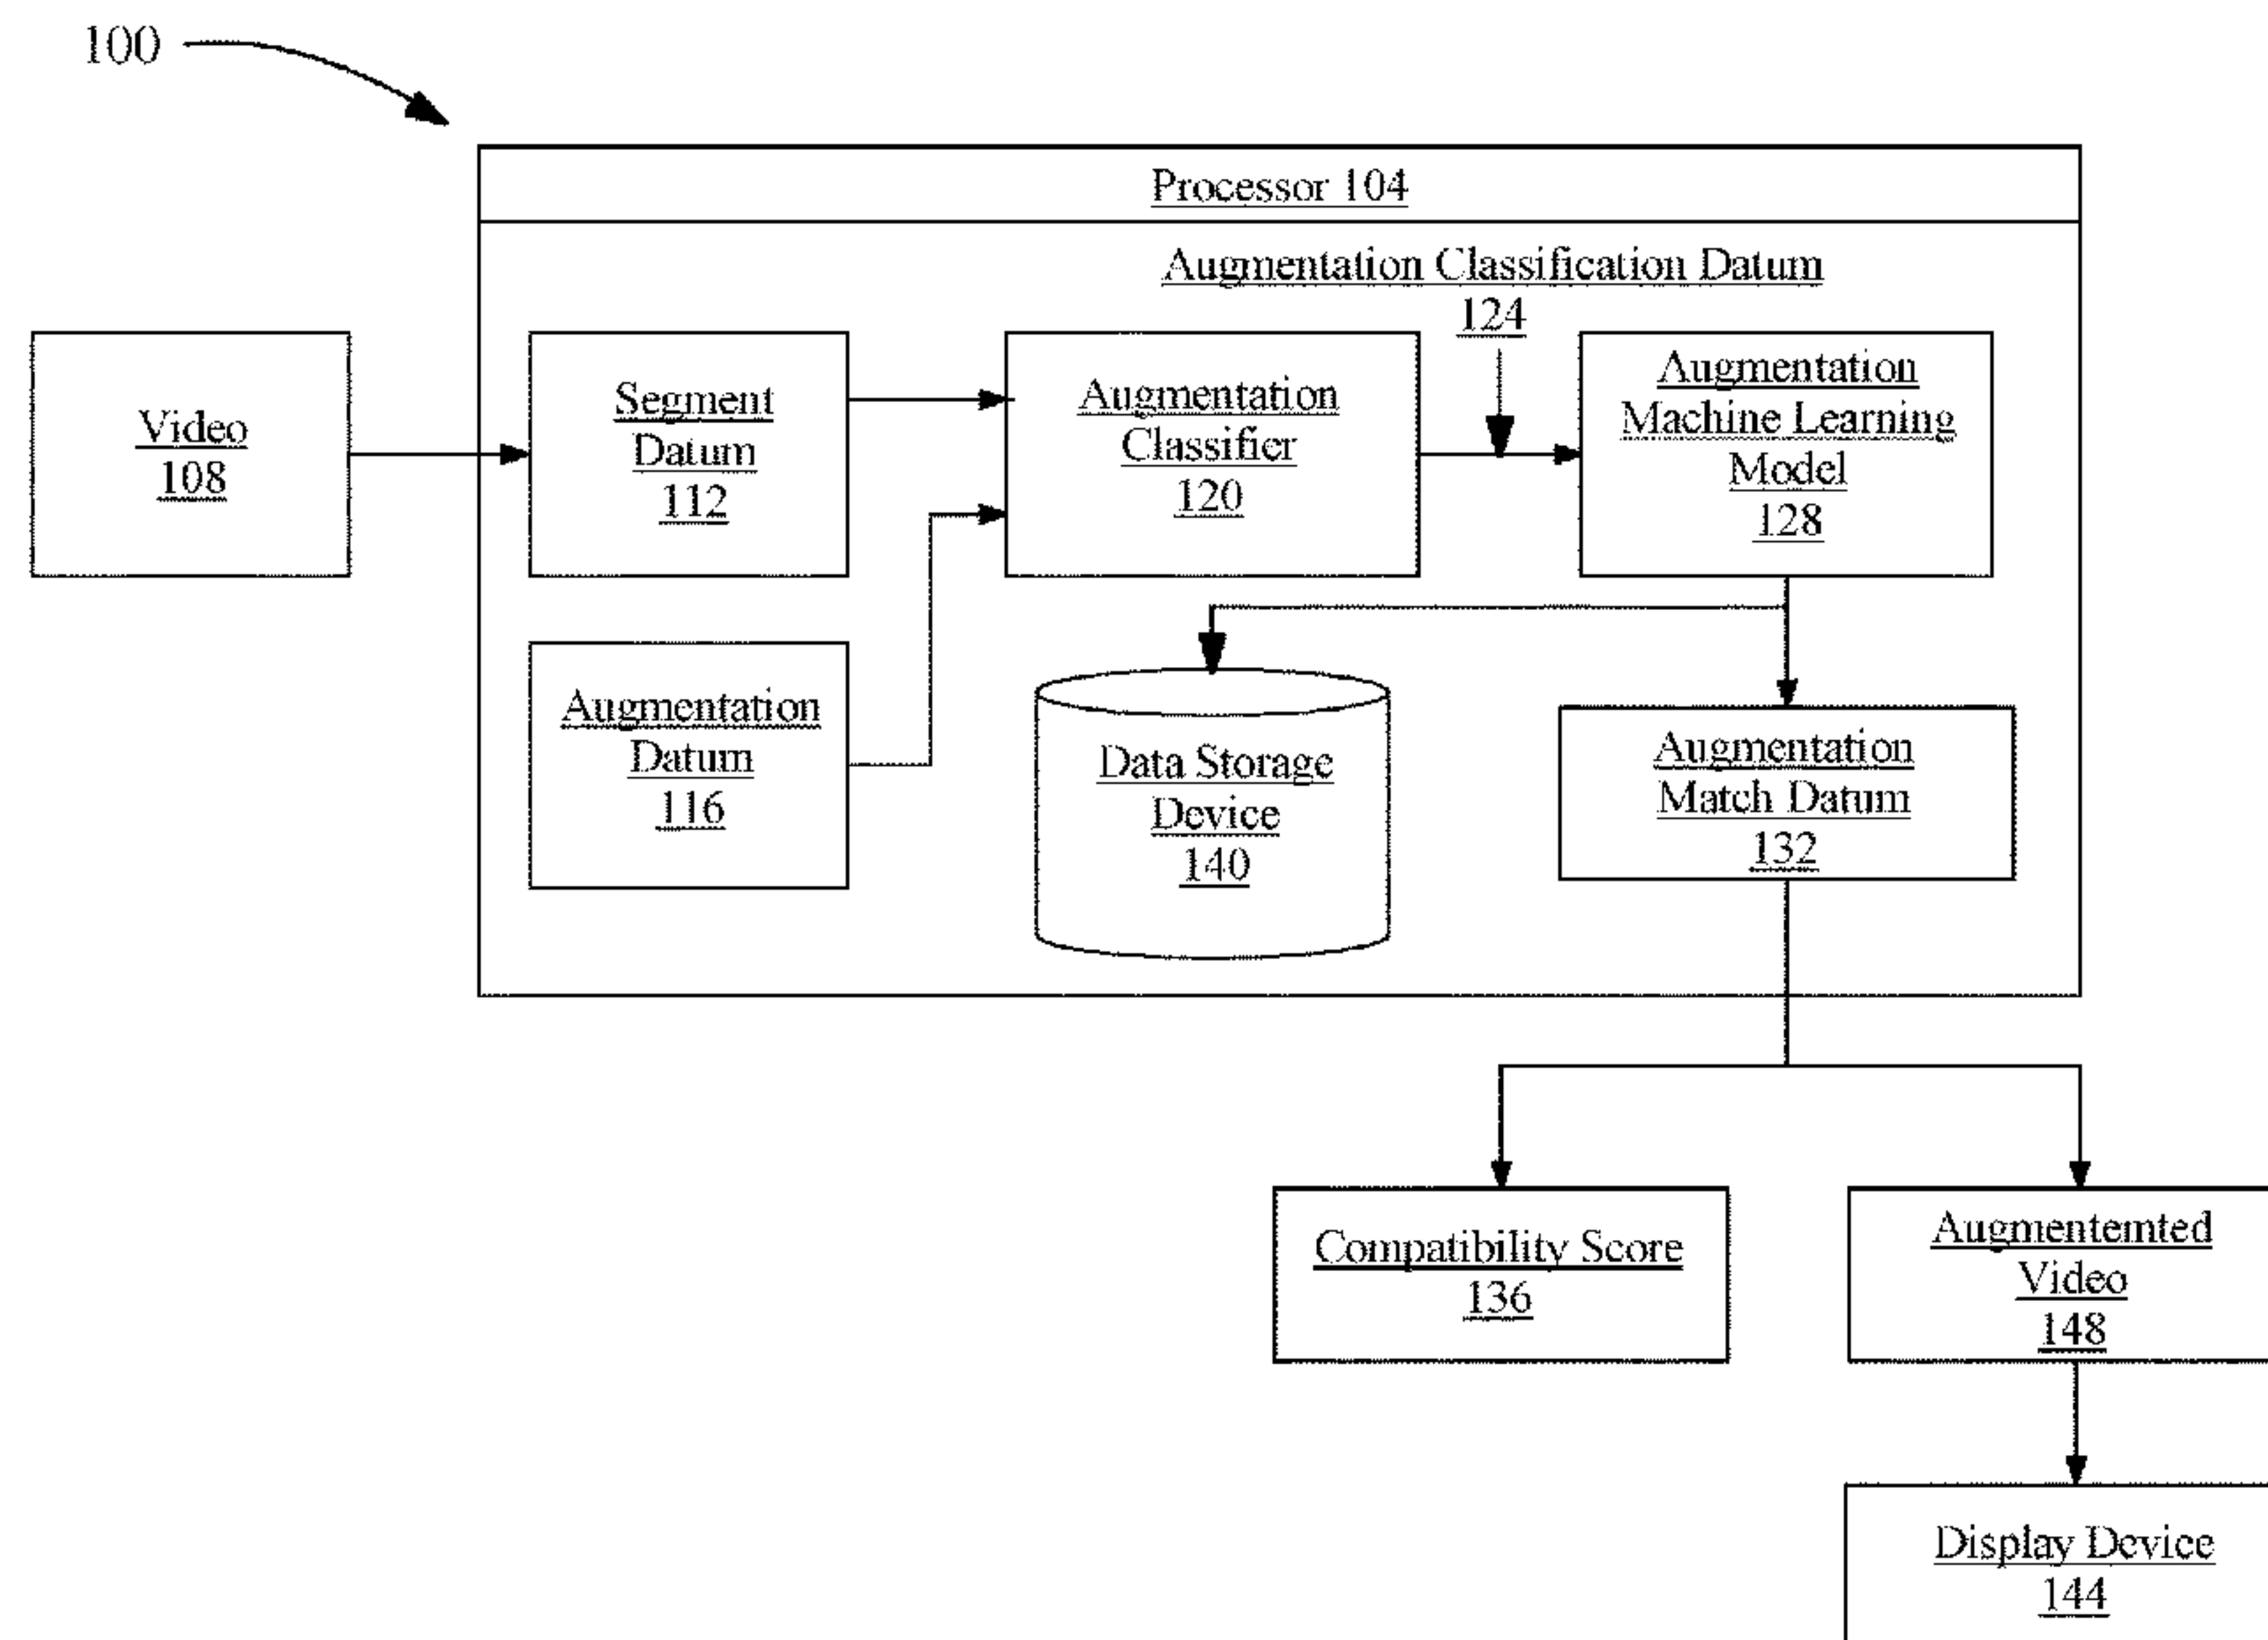 100
Processor 104
Augmentation Classification Datum
124
Video
108
Segment
Datum
112
Augmentation
Classifier
120
Augmentation
Machine Learning
Model
128
Augmentation
Datum
116
Data Storage
Device
140
Augmentation
Match Datum
132
Compatibility Score
136
Augmentemted
Video
148
Display Device
144